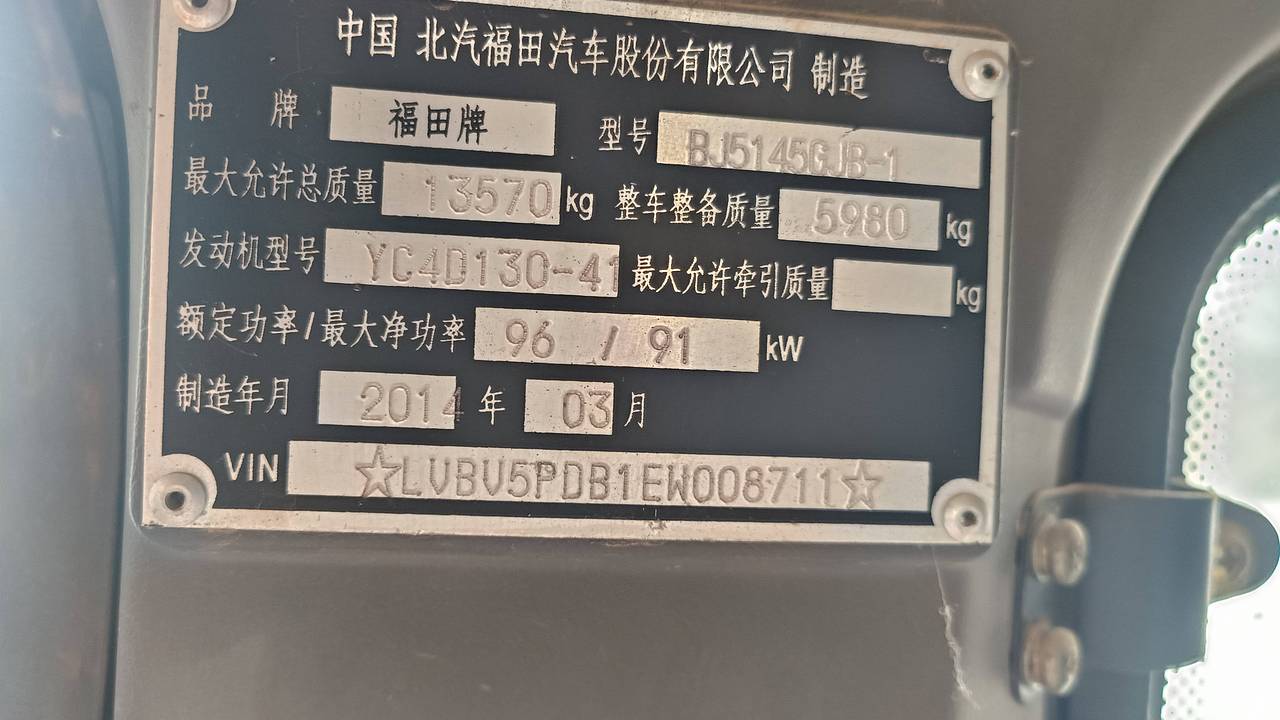 中国 北汽福田汽车股份有限公司 制造
品 牌 福田牌 型号 BJ5145GJB-1
最大允许总质量 13570 kg 整车整备质量 5980 kg
发动机型号 YC4D130-41 最大允许牵引质量 kg
额定功率/最大净功率 96 / 91 kW
制造年月 2014 年 03 月
VIN ☆LVBV5PDB1EW008711☆